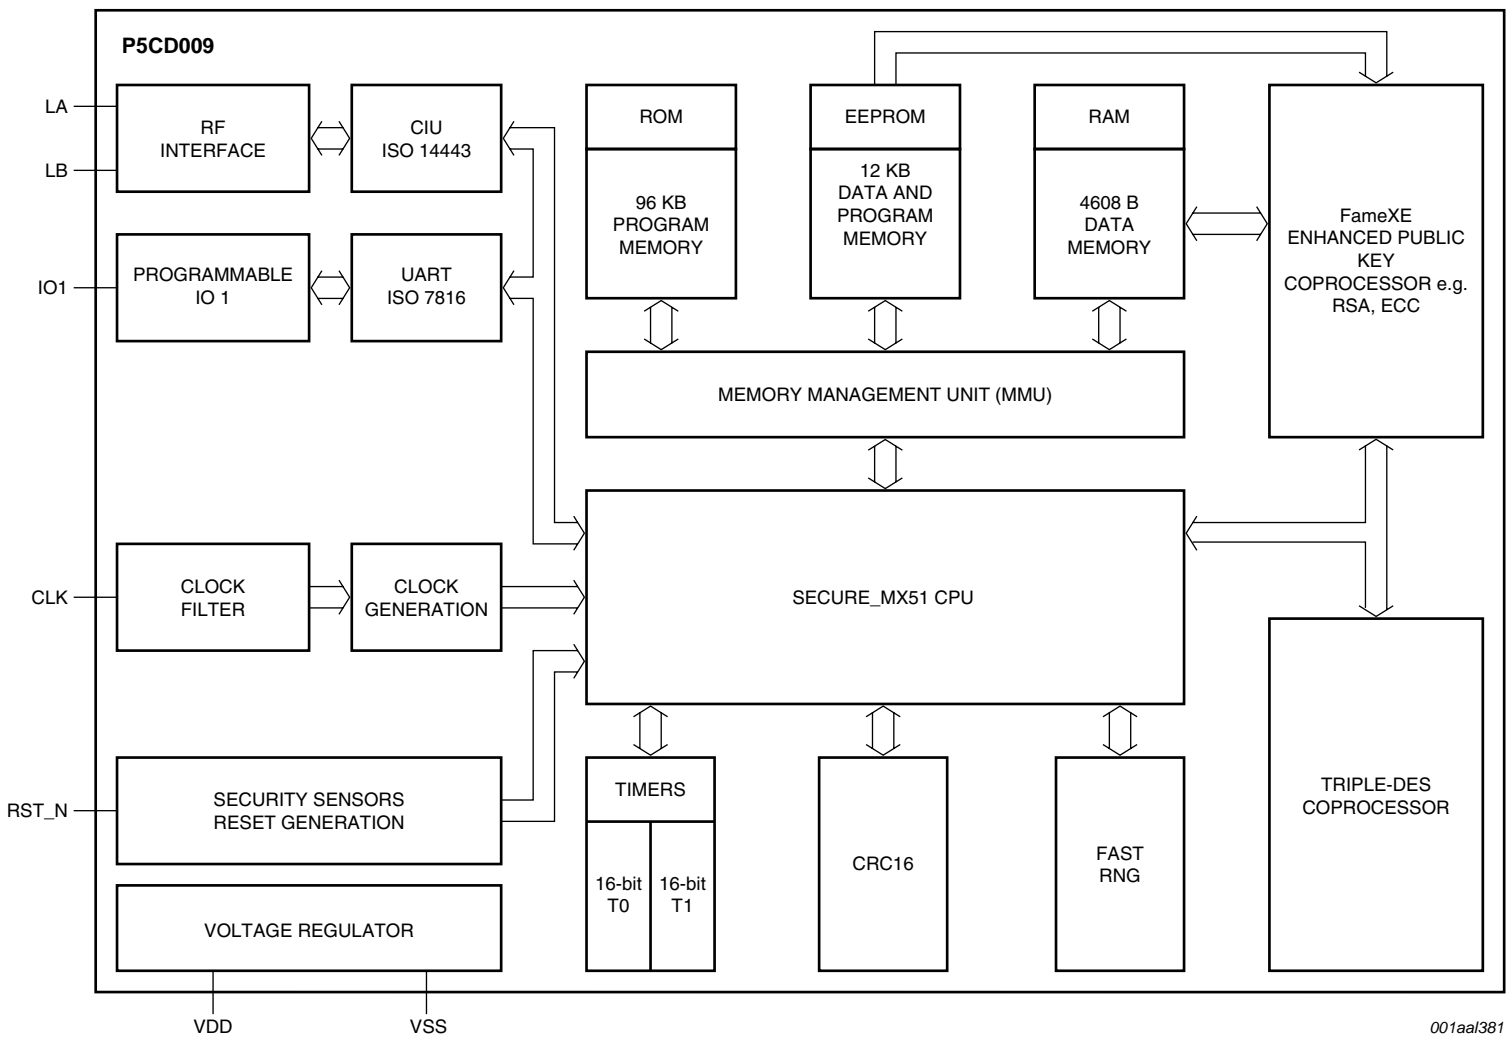 P5CD009
LA
LB
RF
INTERFACE
CIU
ISO 14443
ROM
96 KB
PROGRAM
MEMORY
EEPROM
12 KB
DATA AND
PROGRAM
MEMORY
RAM
4608 B
DATA
MEMORY
FameXE
ENHANCED PUBLIC
KEY
COPROCESSOR e.g.
RSA, ECC
IO1
PROGRAMMABLE
IO 1
UART
ISO 7816
MEMORY MANAGEMENT UNIT (MMU)
CLK
CLOCK
FILTER
CLOCK
GENERATION
SECURE_MX51 CPU
RST_N
SECURITY SENSORS
RESET GENERATION
TIMERS
16-bit
T0
16-bit
T1
CRC16
FAST
RNG
TRIPLE-DES
COPROCESSOR
VOLTAGE REGULATOR
VDD
VSS
001aal381